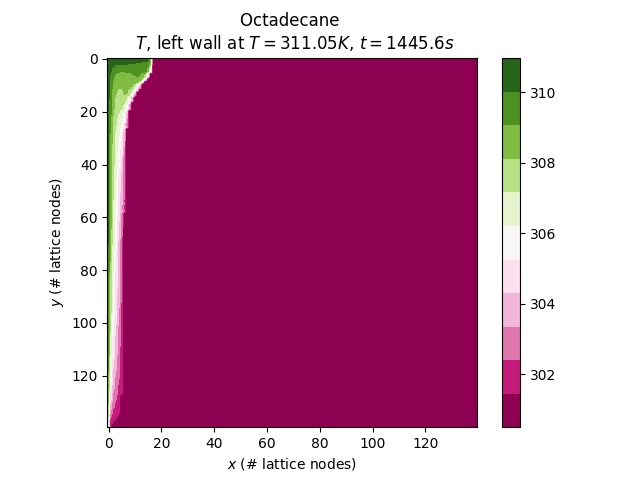 Octadecane
T, left wall at T = 311.05K, t = 1445.6s
0
20
40
60
80
100
120
y (# lattice nodes)
0 20 40 60 80 100 120
x (# lattice nodes)
310
308
306
304
302